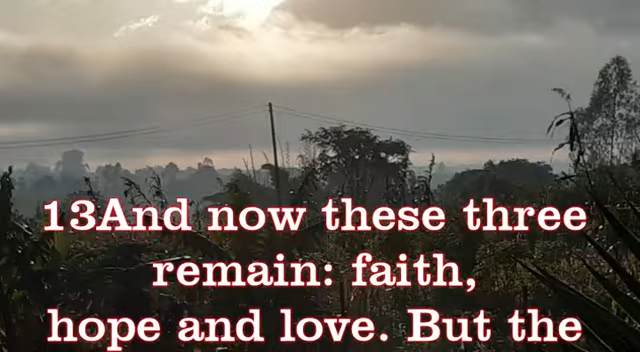 13And now these three
remain: faith,
hope and love. But the